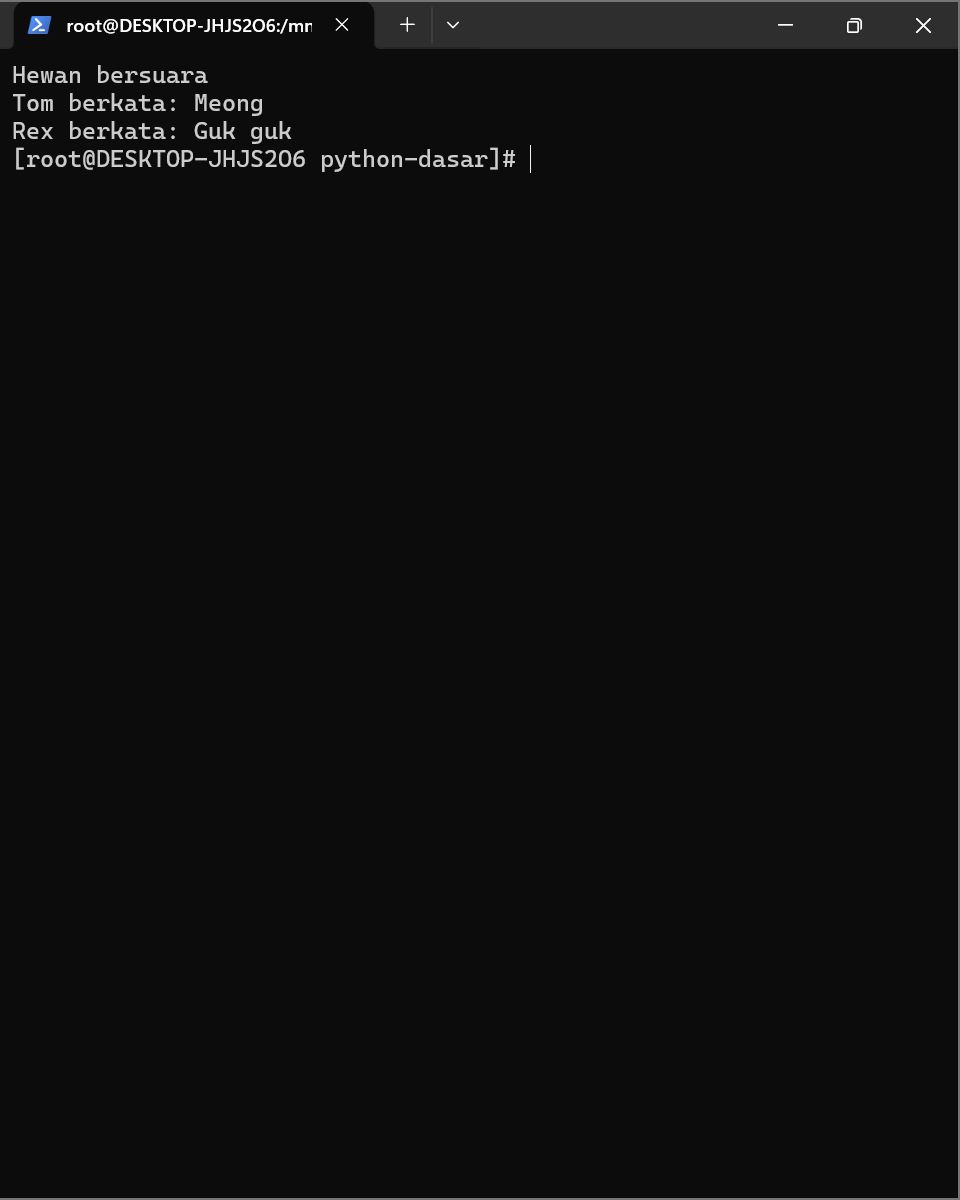 root@DESKTOP-JHJS2O6:/mn
Hewan bersuara
Tom berkata: Meong
Rex berkata: Guk guk
[root@DESKTOP-JHJS2O6 python-dasar]#